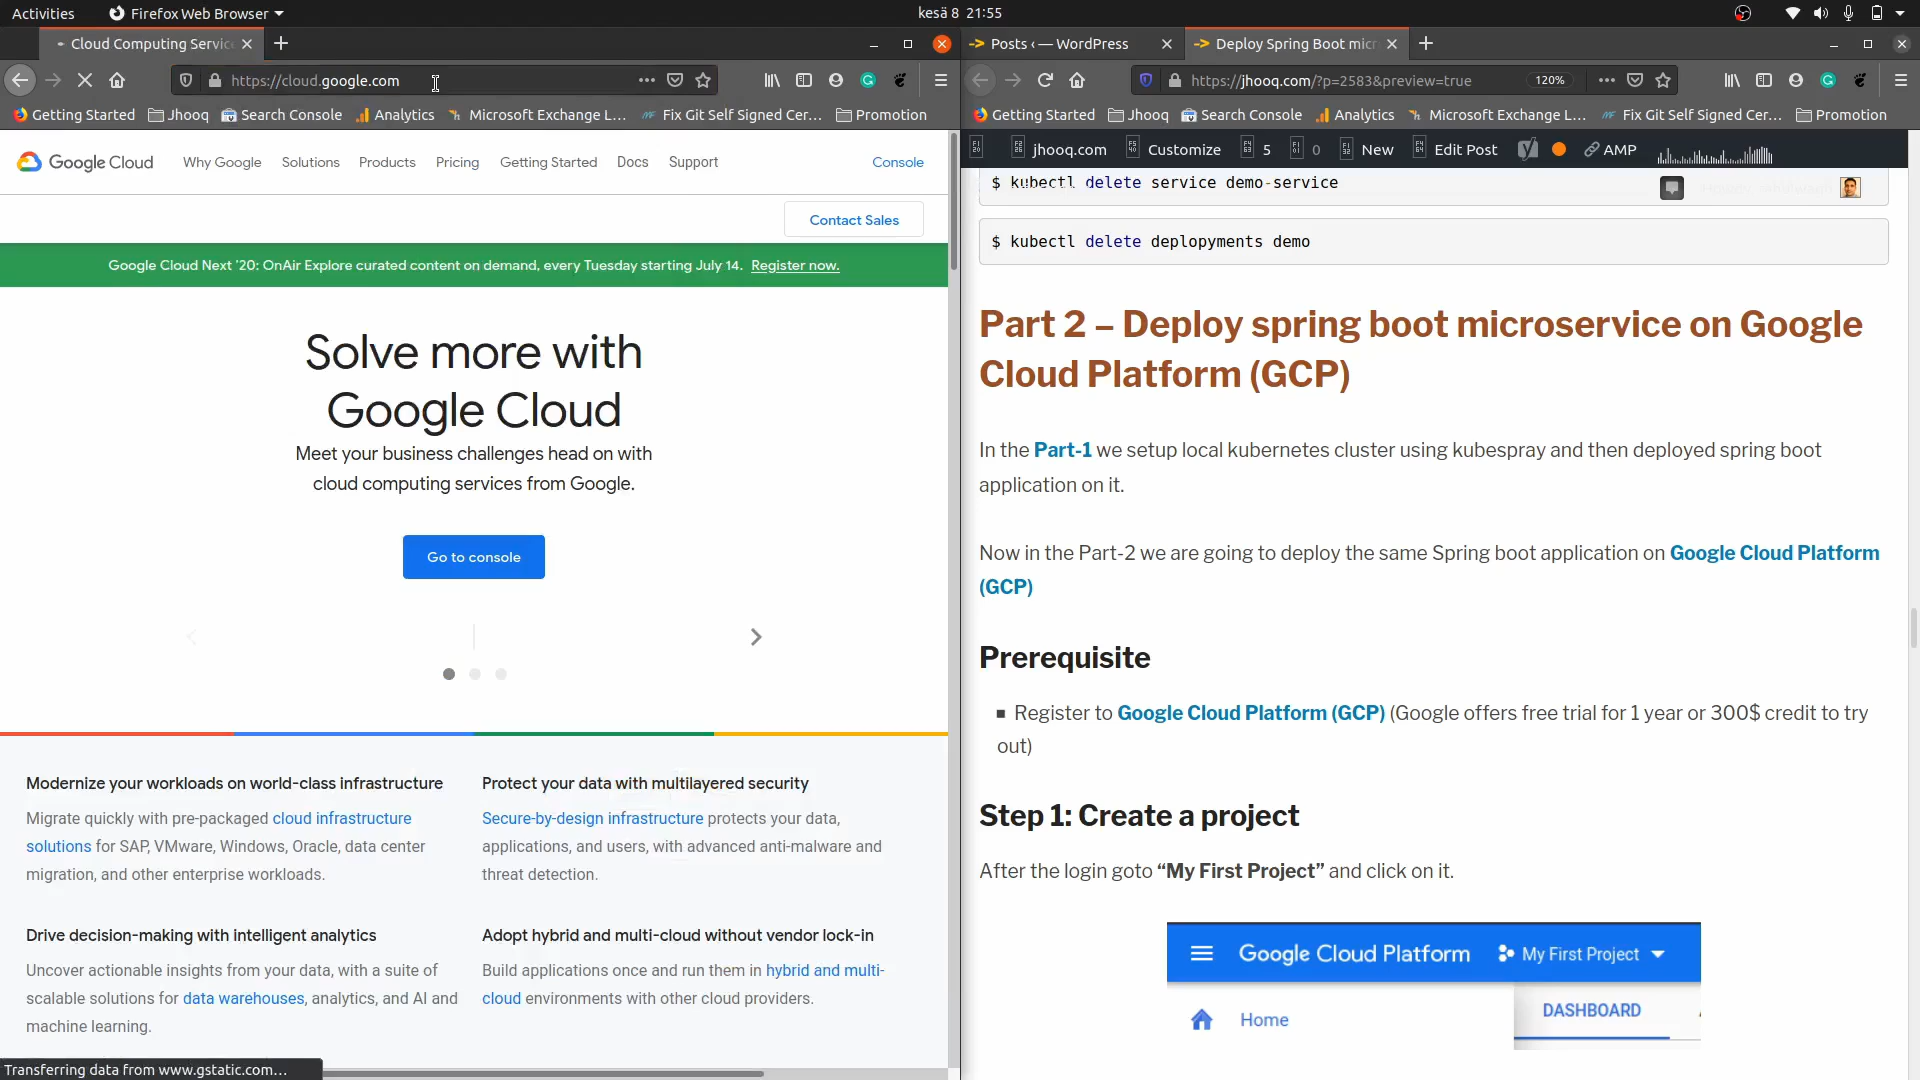 Activities
Firefox Web Browser
kesä 8 21:55
Cloud Computing Servic
https://cloud.google.com
Getting Started
Jhooq
Search Console
Analytics
Microsoft Exchange L…
Fix Git Self Signed Cer…
Promotion
Google Cloud
Why Google
Solutions
Products
Pricing
Getting Started
Docs
Support
Console
Contact Sales
Google Cloud Next ’20: OnAir Explore curated content on demand, every Tuesday starting July 14. Register now.
Solve more with
Google Cloud
Meet your business challenges head on with
cloud computing services from Google.
Go to console
Modernize your workloads on world-class infrastructure
Migrate quickly with pre-packaged cloud infrastructure
solutions for SAP, VMware, Windows, Oracle, data center
migration, and other enterprise workloads.
Protect your data with multilayered security
Secure-by-design infrastructure protects your data,
applications, and users, with advanced anti-malware and
threat detection.
Drive decision-making with intelligent analytics
Uncover actionable insights from your data, with a suite of
scalable solutions for data warehouses, analytics, and AI and
machine learning.
Adopt hybrid and multi-cloud without vendor lock-in
Build applications once and run them in hybrid and multi-
cloud environments with other cloud providers.
Transferring data from www.gstatic.com…
Posts ‹ — WordPress
Deploy Spring Boot micr
https://jhooq.com/?p=2583&preview=true
120%
Getting Started
Jhooq
Search Console
Analytics
Microsoft Exchange L…
Fix Git Self Signed Cer…
Promotion
jhooq.com
Customize
5
0
New
Edit Post
AMP
$ kubectl delete service demo-service
$ kubectl delete deplopyments demo
Part 2 – Deploy spring boot microservice on Google
Cloud Platform (GCP)
In the Part-1 we setup local kubernetes cluster using kubespray and then deployed spring boot
application on it.
Now in the Part-2 we are going to deploy the same Spring boot application on Google Cloud Platform
(GCP)
Prerequisite
Register to Google Cloud Platform (GCP) (Google offers free trial for 1 year or 300$ credit to try
out)
Step 1: Create a project
After the login goto “My First Project” and click on it.
Google Cloud Platform
My First Project
Home
DASHBOARD